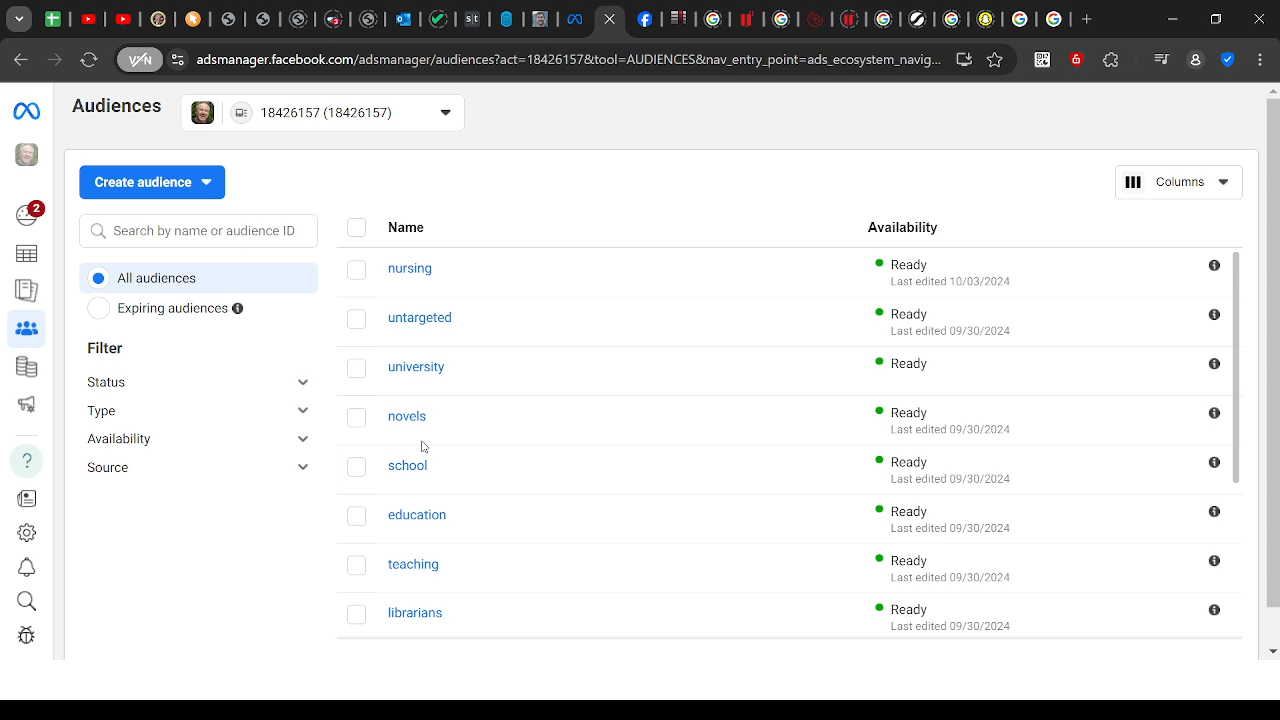 adsmanager.facebook.com/adsmanager/audiences?act=18426157&tool=AUDIENCES&nav_entry_point=ads_ecosystem_navig...
Audiences
18426157 (18426157)
Create audience
Columns
Search by name or audience ID
Name
Availability
All audiences
Expiring audiences
Filter
Status
Type
Availability
Source
2
nursing
Ready
Last edited 10/03/2024
untargeted
Ready
Last edited 09/30/2024
university
Ready
novels
Ready
Last edited 09/30/2024
school
Ready
Last edited 09/30/2024
education
Ready
Last edited 09/30/2024
teaching
Ready
Last edited 09/30/2024
librarians
Ready
Last edited 09/30/2024